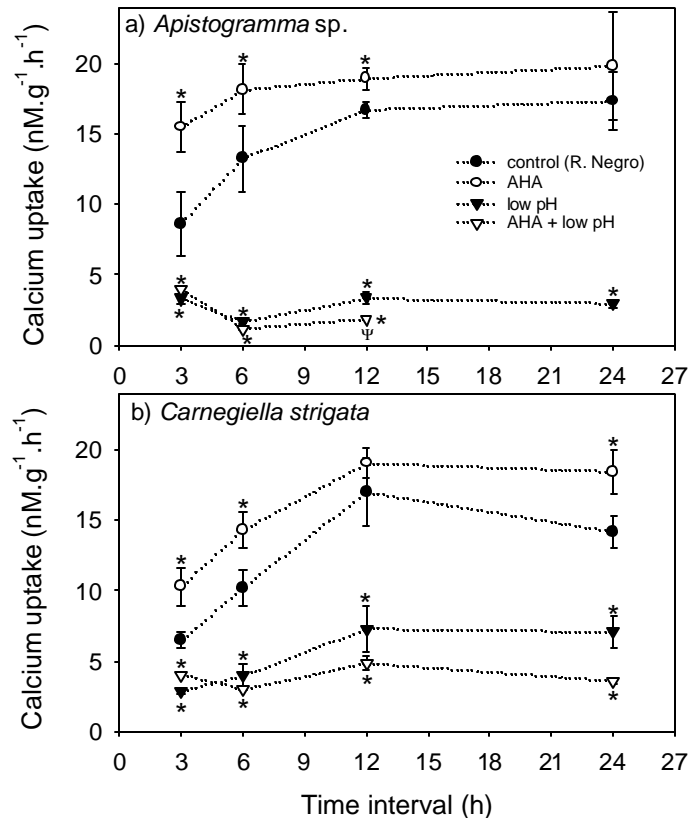 a) Apistogramma sp.
Calcium uptake (nM.g⁻¹.h⁻¹)
20
15
10
5
0
control (R. Negro)
AHA
low pH
AHA + low pH
* * *
* * * *
* * Ψ *
0 3 6 9 12 15 18 21 24 27
b) Carnegiella strigata
Calcium uptake (nM.g⁻¹.h⁻¹)
20
15
10
5
0
* * *
* * * *
* * * *
0 3 6 9 12 15 18 21 24 27
Time interval (h)